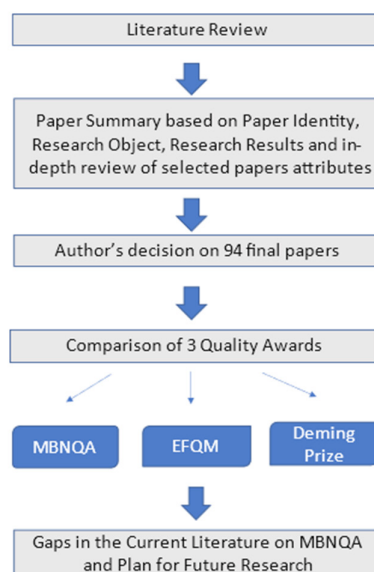 Literature Review
Paper Summary based on Paper Identity,
Research Object, Research Results and in-
depth review of selected papers attributes
Author's decision on 94 final papers
Comparison of 3 Quality Awards
MBNQA
EFQM
Deming
Prize
Gaps in the Current Literature on MBNQA
and Plan for Future Research